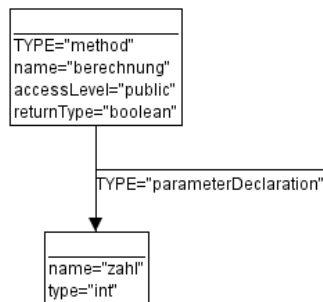 TYPE="method"
name="berechnung"
accessLevel="public"
returnType="boolean"
TYPE="parameterDeclaration"
name="zahl"
type="int"